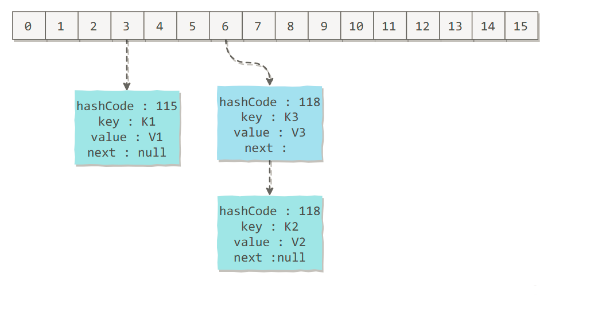 0 1 2 3 4 5 6 7 8 9 10 11 12 13 14 15
hashCode : 115
key : K1
value : V1
next : null
hashCode : 118
key : K3
value : V3
next :
hashCode : 118
key : K2
value : V2
next :null